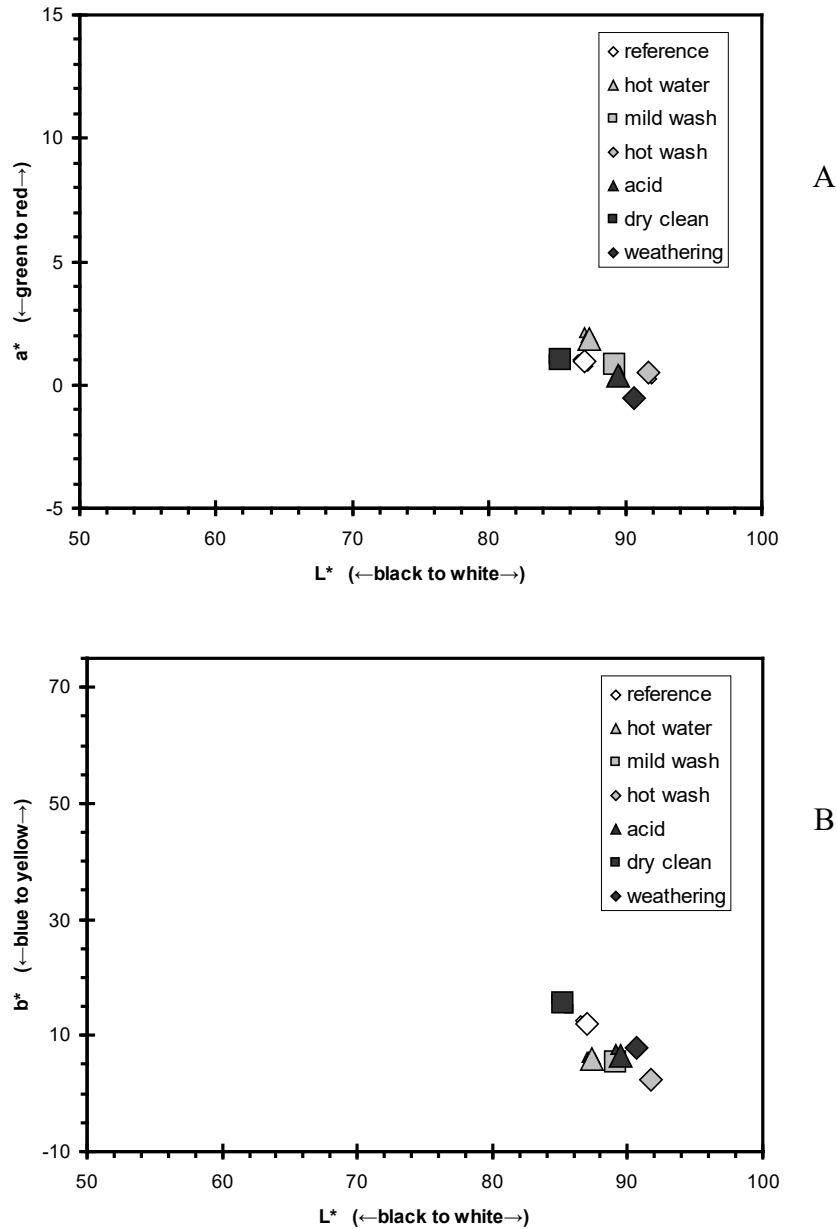 15
10
5
0
-5
a* (←green to red→)
50 60 70 80 90 100
L* (←black to white→)
reference
hot water
mild wash
hot wash
acid
dry clean
weathering
A
70
50
30
10
-10
b* (←blue to yellow→)
50 60 70 80 90 100
L* (←black to white→)
reference
hot water
mild wash
hot wash
acid
dry clean
weathering
B